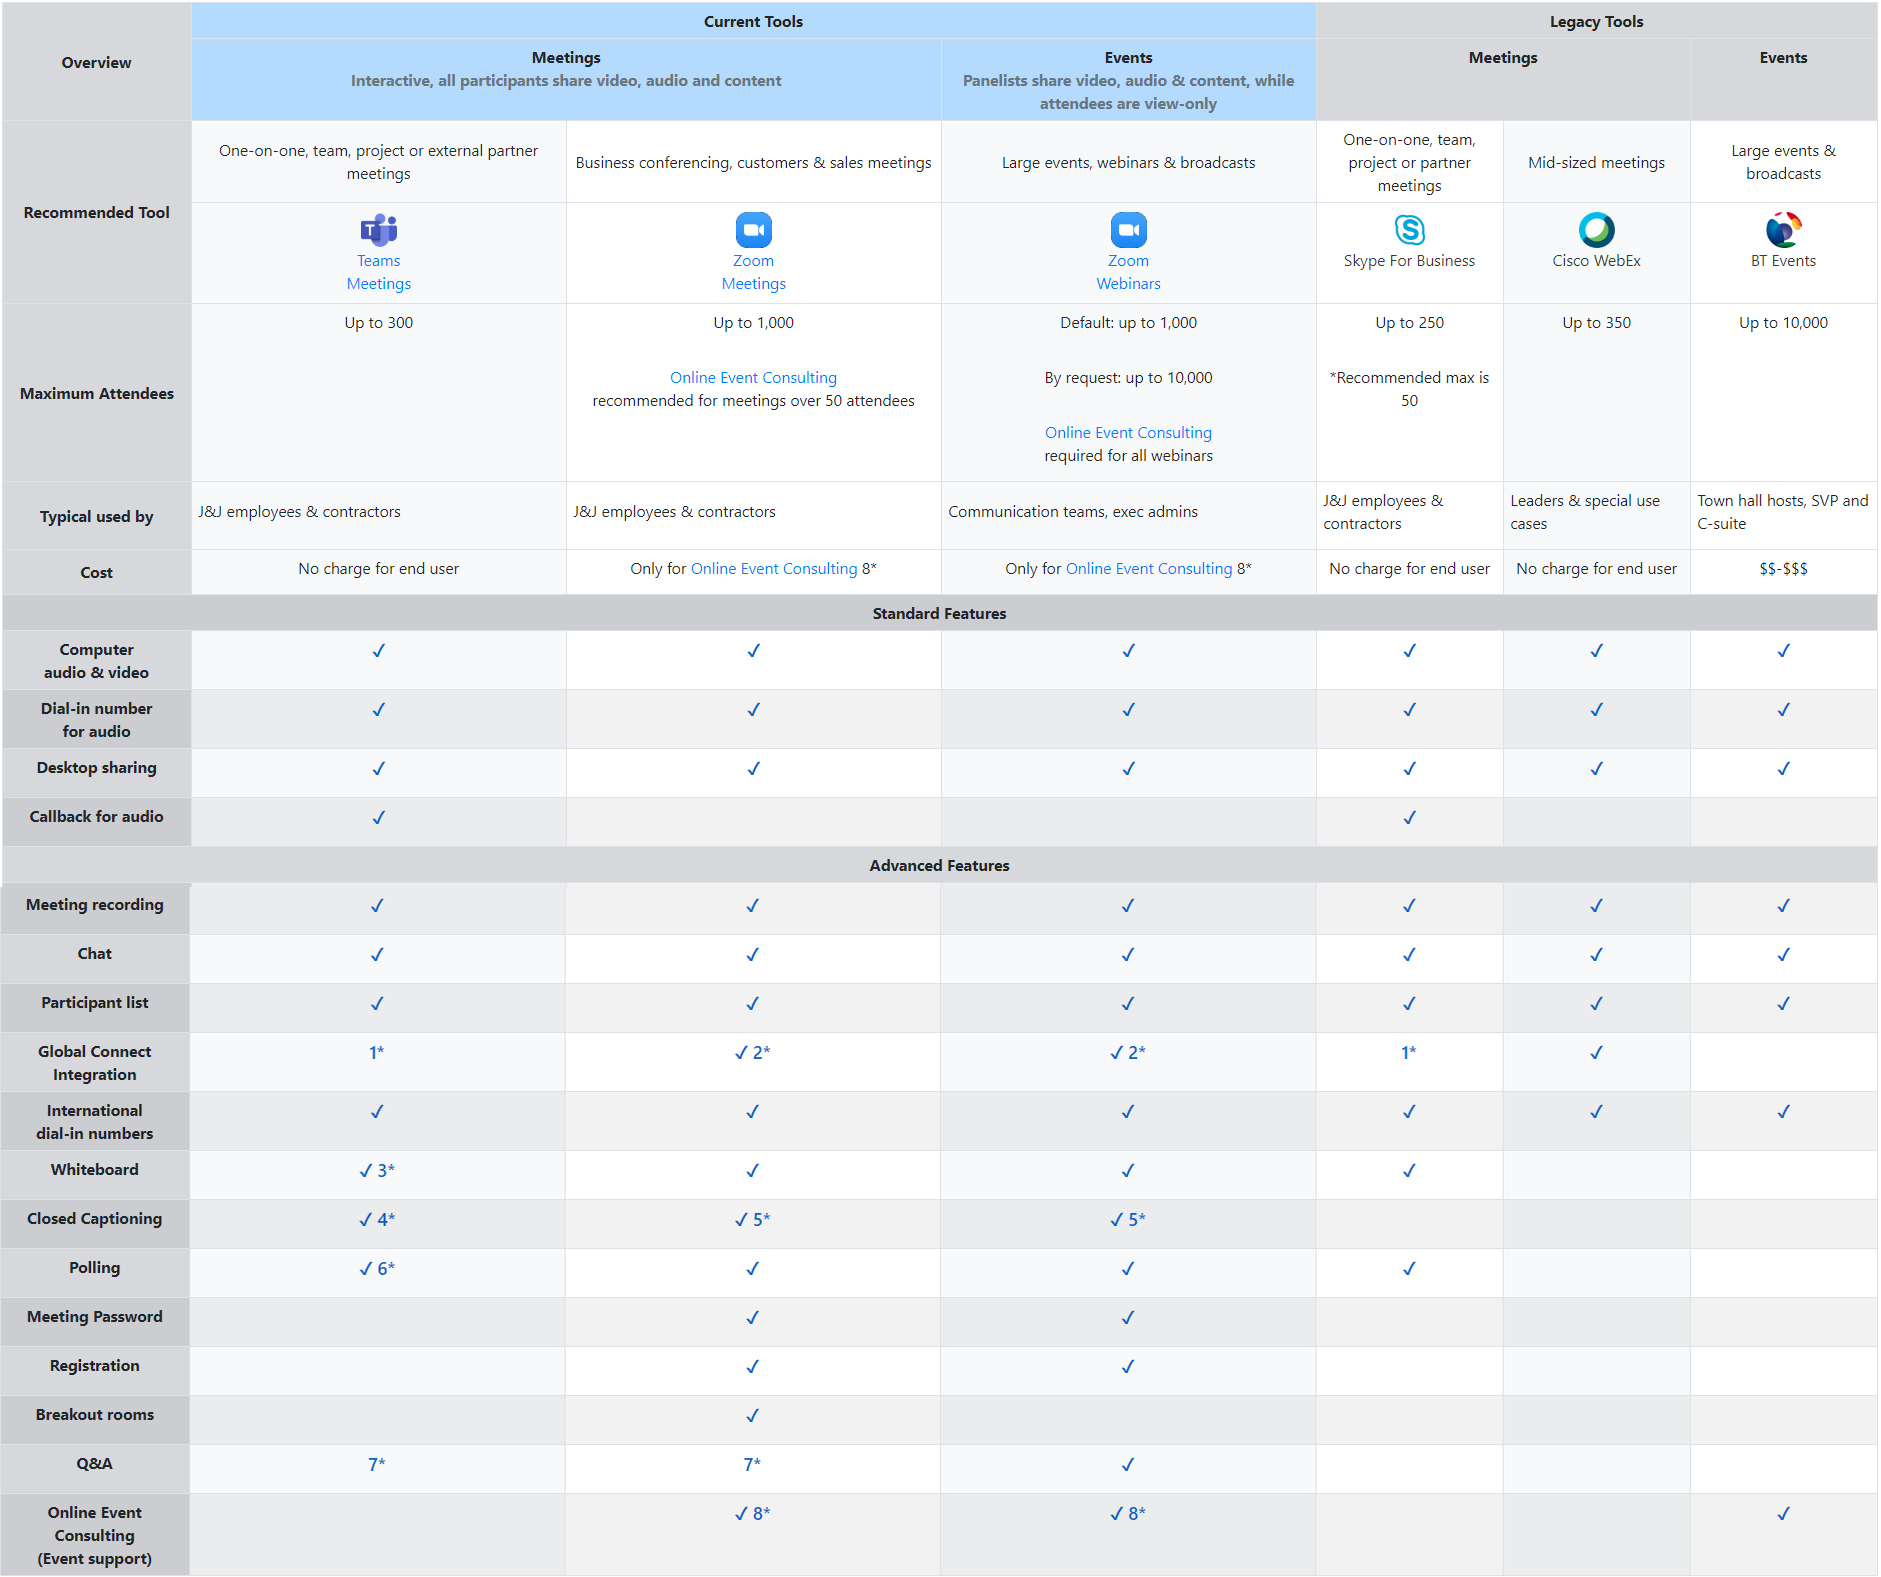 Overview
Current Tools
Legacy Tools
Meetings
Interactive, all participants share video, audio and content
Events
Panelists share video, audio & content, while
attendees are view-only
Meetings
Events
Recommended Tool
One-on-one, team, project or external partner
meetings
Business conferencing, customers & sales meetings
Large events, webinars & broadcasts
One-on-one, team,
project or partner
meetings
Mid-sized meetings
Large events &
broadcasts
T
Teams
Meetings
Zoom
Meetings
Zoom
Webinars
S
Skype For Business
Cisco WebEx
BT Events
Maximum Attendees
Up to 300
Up to 1,000
Online Event Consulting
recommended for meetings over 50 attendees
Default: up to 1,000
By request: up to 10,000
Online Event Consulting
required for all webinars
Up to 250
*Recommended max is
50
Up to 350
Up to 10,000
Typical used by
J&J employees & contractors
J&J employees & contractors
Communication teams, exec admins
J&J employees &
contractors
Leaders & special use
cases
Town hall hosts, SVP and
C-suite
Cost
No charge for end user
Only for Online Event Consulting 8*
Only for Online Event Consulting 8*
No charge for end user
No charge for end user
$$-$$$
Standard Features
Computer
audio & video
✓ ✓ ✓ ✓ ✓ ✓
Dial-in number
for audio
✓ ✓ ✓ ✓ ✓ ✓
Desktop sharing
✓ ✓ ✓ ✓ ✓ ✓
Callback for audio
✓ ✓
Advanced Features
Meeting recording
✓ ✓ ✓ ✓ ✓ ✓
Chat
✓ ✓ ✓ ✓ ✓ ✓
Participant list
✓ ✓ ✓ ✓ ✓ ✓
Global Connect
Integration
1* ✓ 2* ✓ 2* 1* ✓
International
dial-in numbers
✓ ✓ ✓ ✓ ✓ ✓
Whiteboard
✓ 3* ✓ ✓ ✓
Closed Captioning
✓ 4* ✓ 5* ✓ 5*
Polling
✓ 6* ✓ ✓ ✓
Meeting Password
✓ ✓
Registration
✓ ✓
Breakout rooms
✓
Q&A
7* 7* ✓
Online Event
Consulting
(Event support)
✓ 8* ✓ 8* ✓